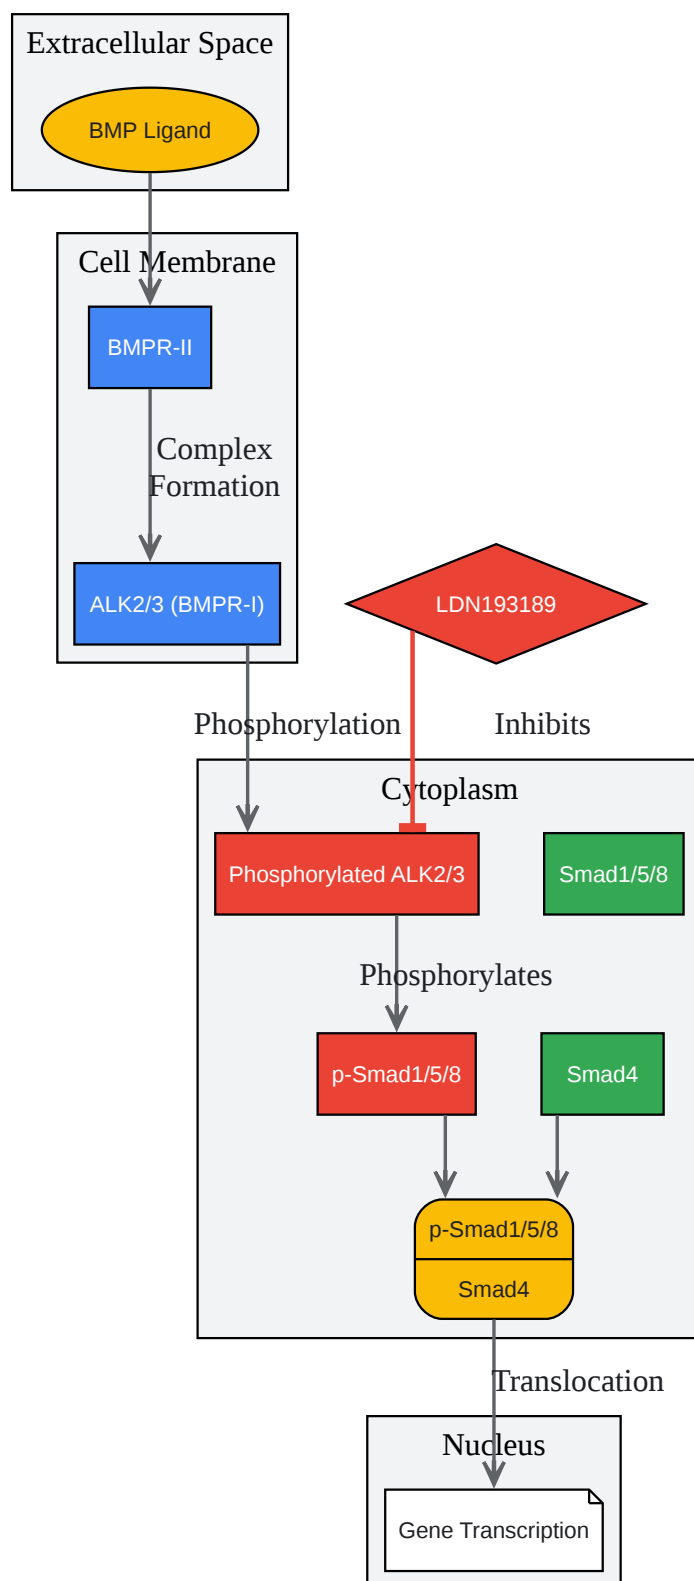 Extracellular Space
BMP Ligand
Cell Membrane
BMPR-II
Complex
Formation
ALK2/3 (BMPR-I)
LDN193189
Phosphorylation
Inhibits
Cytoplasm
Phosphorylated ALK2/3
Smad1/5/8
Phosphorylates
p-Smad1/5/8
Smad4
p-Smad1/5/8
Smad4
Translocation
Nucleus
Gene Transcription